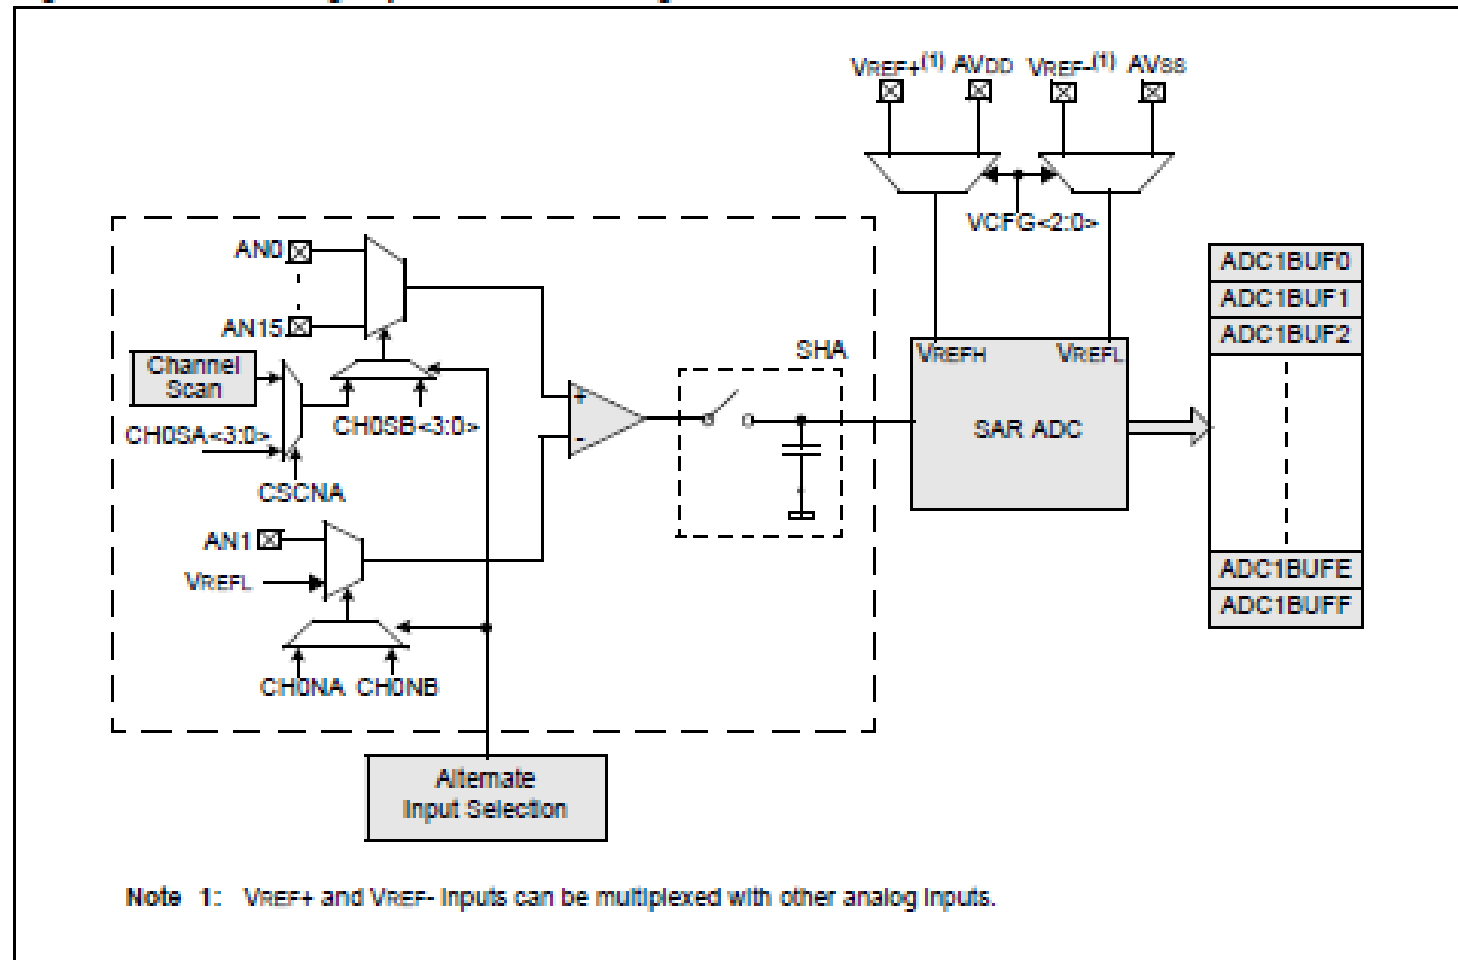 VREF+(1) AVDD VREF-(1) AVSS
VCFG<2:0>
AN0
AN15
Channel
Scan
CH0SA<3:0>
CH0SB<3:0>
CSCNA
SHA
VREFH VREFL
SAR ADC
ADC1BUF0
ADC1BUF1
ADC1BUF2
ADC1BUFE
ADC1BUFF
+
-
AN1
VREFL
CH0NA CH0NB
Alternate
Input Selection
Note 1: VREF+ and VREF- inputs can be multiplexed with other analog inputs.